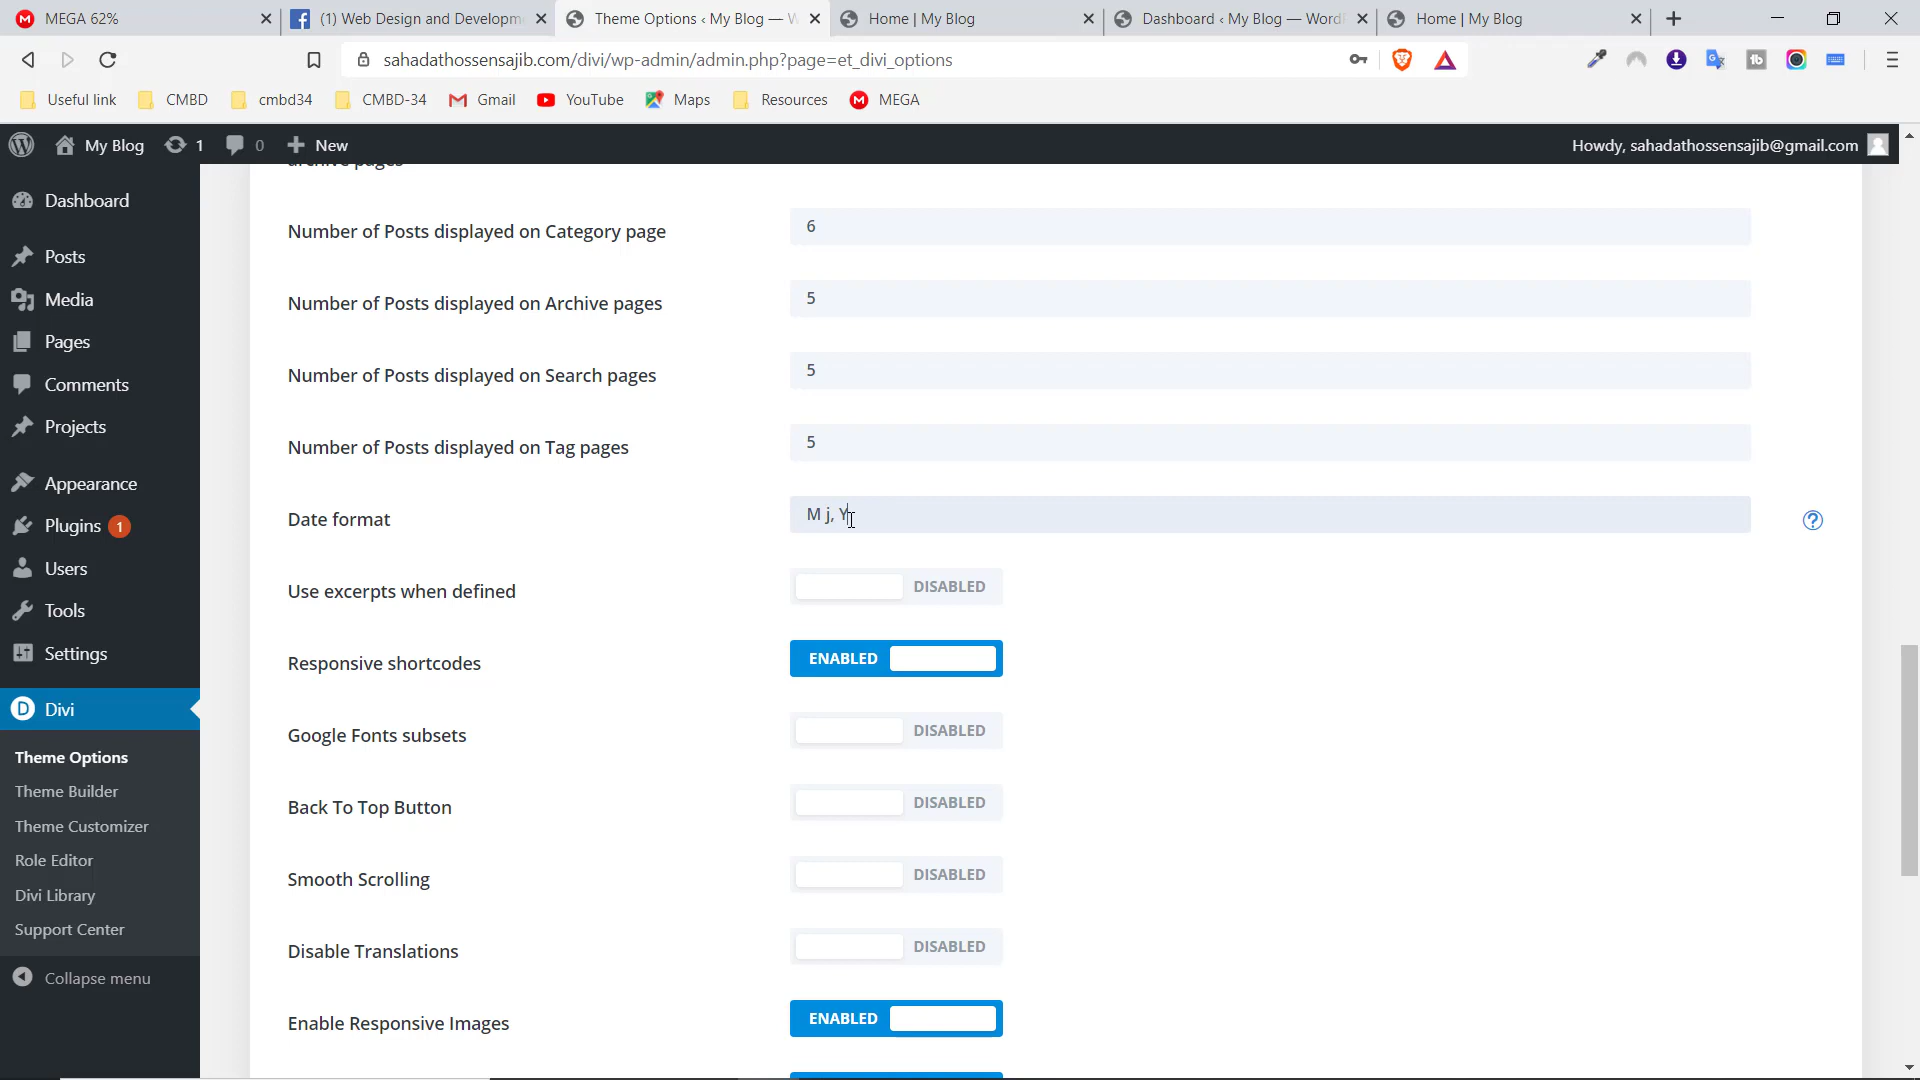 MEGA 62%
(1) Web Design and Developm
Theme Options ‹ My Blog — W
Home | My Blog
Dashboard ‹ My Blog — Word
Home | My Blog
sahadathossensajib.com/divi/wp-admin/admin.php?page=et_divi_options
Useful link
CMBD
cmbd34
CMBD-34
Gmail
YouTube
Maps
Resources
MEGA
My Blog
1
0
New
Howdy, sahadathossensajib@gmail.com
Dashboard
Posts
Media
Pages
Comments
Projects
Appearance
Plugins 1
Users
Tools
Settings
Divi
Theme Options
Theme Builder
Theme Customizer
Role Editor
Divi Library
Support Center
Collapse menu
archive pages
Number of Posts displayed on Category page
6
Number of Posts displayed on Archive pages
5
Number of Posts displayed on Search pages
5
Number of Posts displayed on Tag pages
5
Date format
M j, Y
Use excerpts when defined
DISABLED
Responsive shortcodes
ENABLED
Google Fonts subsets
DISABLED
Back To Top Button
DISABLED
Smooth Scrolling
DISABLED
Disable Translations
DISABLED
Enable Responsive Images
ENABLED